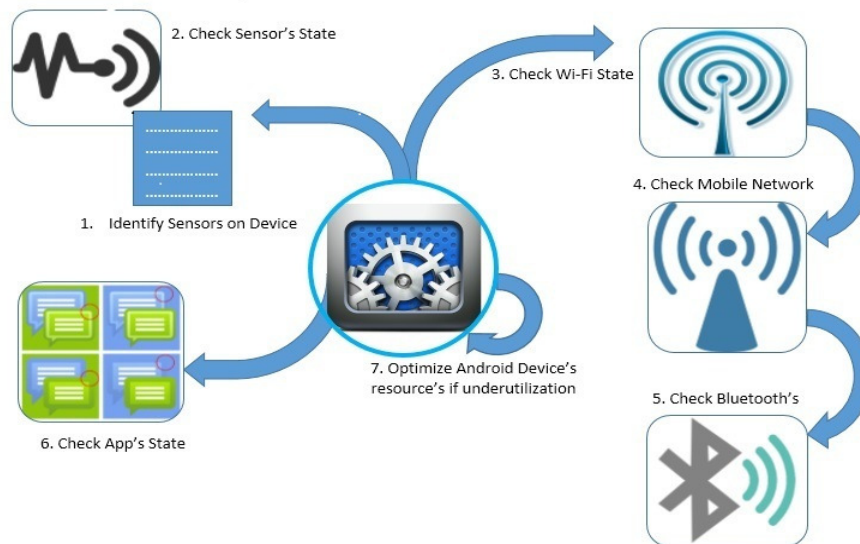 2. Check Sensor's State
3. Check Wi-Fi State
1. Identify Sensors on Device
4. Check Mobile Network
7. Optimize Android Device's
resource's if underutilization
5. Check Bluetooth's
6. Check App's State